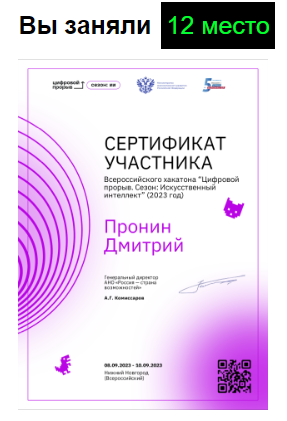 Вы заняли 12 место
цифровой
прорыв
сезон: ии
СЕРТИФИКАТ
УЧАСТНИКА
Всероссийского хакатона "Цифровой
прорыв. Сезон: Искусственный
интеллект" (2023 год)
Пронин
Дмитрий
Генеральный директор
АНО «Россия – страна
возможностей»
А.Г. Комиссаров
08.09.2023 - 10.09.2023
Нижний Новгород
(Всероссийский)